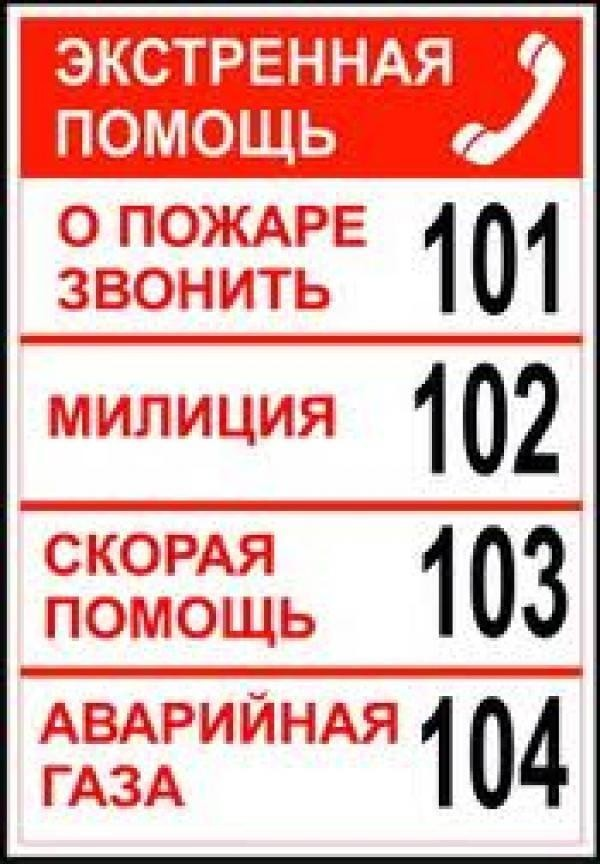 ЭКСТРЕННАЯ
ПОМОЩЬ
О ПОЖАРЕ
ЗВОНИТЬ
101
МИЛИЦИЯ 102
СКОРАЯ
ПОМОЩЬ
103
АВАРИЙНАЯ
ГАЗА
104